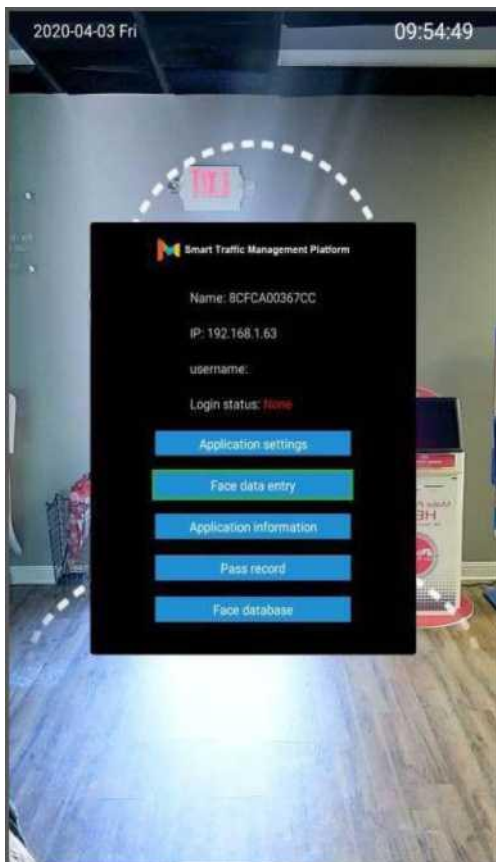 2020-04-03 Fri
09:54:49
EXIT
Smart Traffic Management Platform
Name: 8CFCA00367CC
IP: 192.168.1.63
username:
Login status: None
Application settings
Face data entry
Application information
Pass record
Face database